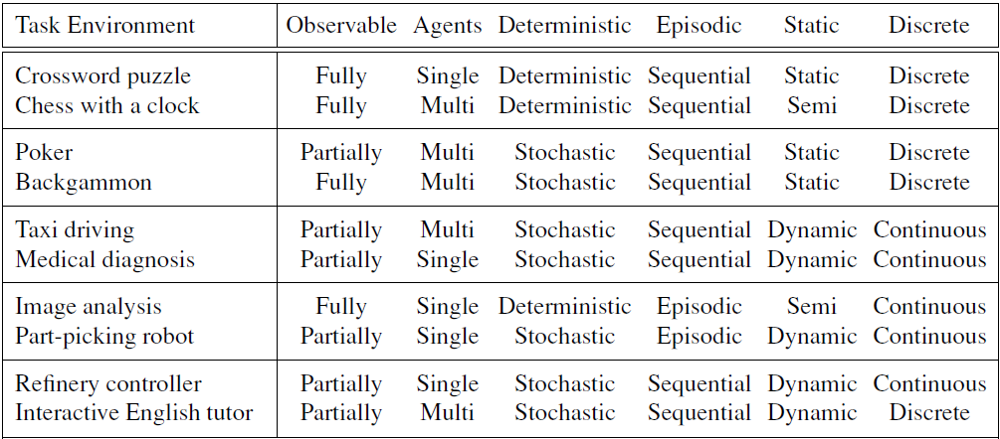 Task Environment Observable Agents Deterministic Episodic Static Discrete
Crossword puzzle Fully Single Deterministic Sequential Static Discrete
Chess with a clock Fully Multi Deterministic Sequential Semi Discrete
Poker Partially Multi Stochastic Sequential Static Discrete
Backgammon Fully Multi Stochastic Sequential Static Discrete
Taxi driving Partially Multi Stochastic Sequential Dynamic Continuous
Medical diagnosis Partially Single Stochastic Sequential Dynamic Continuous
Image analysis Fully Single Deterministic Episodic Semi Continuous
Part-picking robot Partially Single Stochastic Episodic Dynamic Continuous
Refinery controller Partially Single Stochastic Sequential Dynamic Continuous
Interactive English tutor Partially Multi Stochastic Sequential Dynamic Discrete